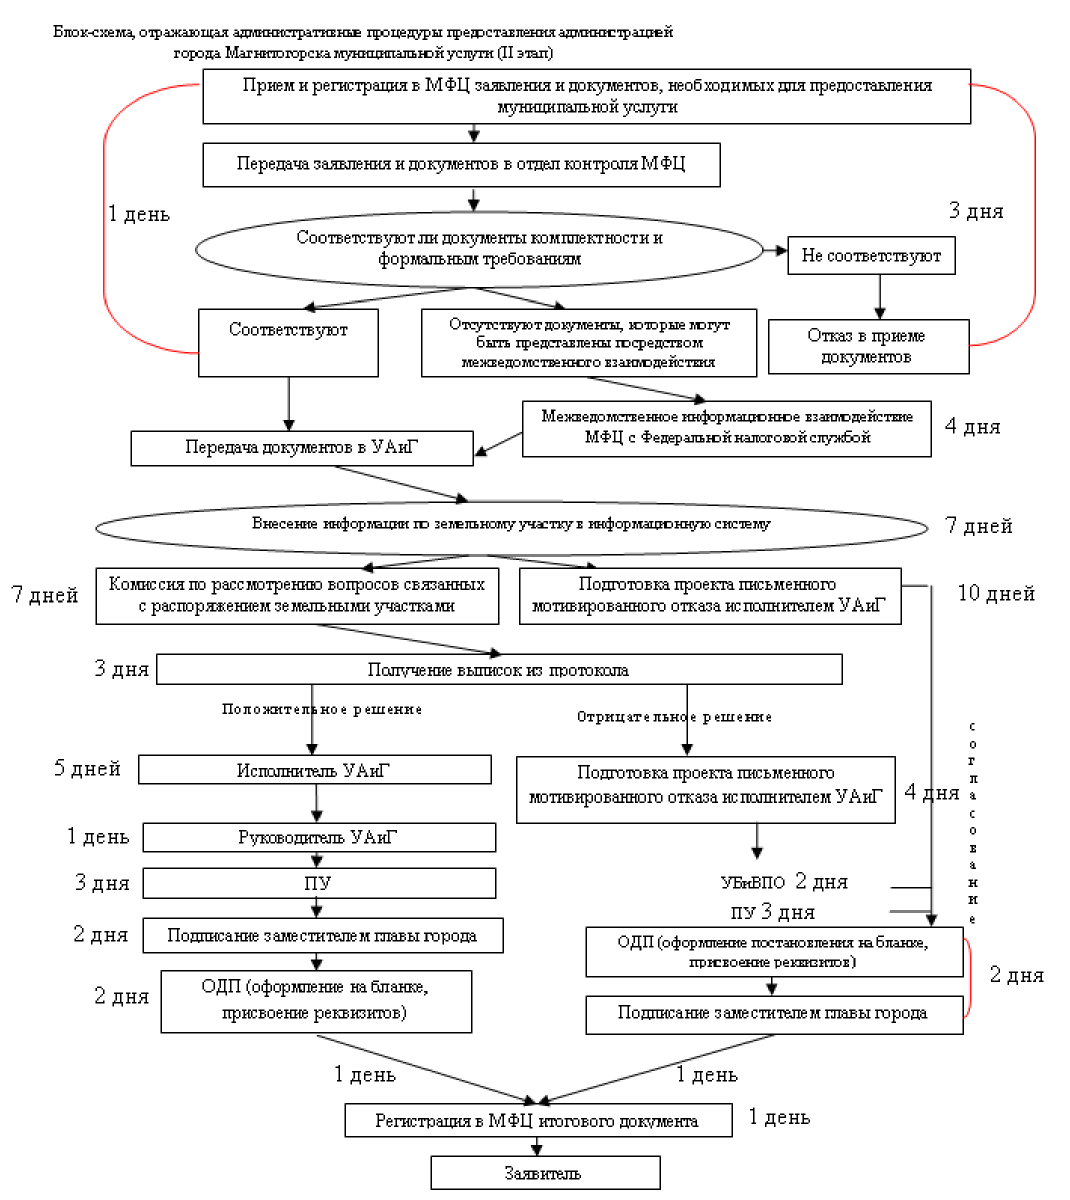 Блок-схема, отражающая административные процедуры предоставления администрацией
города Магнитогорска муниципальной услуги (II этап)
Прием и регистрация в МФЦ заявления и документов, необходимых для предоставления
муниципальной услуги
Передача заявления и документов в отдел контроля МФЦ
1 день
3 дня
Соответствуют ли документы комплектности и
формальным требованиям
Не соответствуют
Соответствуют
Отсутствуют документы, которые могут
быть представлены посредством
межведомственного взаимодействия
Отказ в приеме
документов
Межведомственное информационное взаимодействие
МФЦ с Федеральной налоговой службой
4 дня
Передача документов в УАиГ
Внесение информации по земельному участку в информационную систему
7 дней
7 дней
Комиссия по рассмотрению вопросов связанных
с распоряжением земельными участками
Подготовка проекта письменного
мотивированного отказа исполнителем УАиГ
10 дней
3 дня
Получение выписок из протокола
Положительное решение
Отрицательное решение
согласование
5 дней
Исполнитель УАиГ
Подготовка проекта письменного
мотивированного отказа исполнителем УАиГ
4 дня
1 день
Руководитель УАиГ
3 дня
ПУ
УБиВПО 2 дня
ПУ 3 дня
2 дня
Подписание заместителем главы города
ОДП (оформление постановления на бланке,
присвоение реквизитов)
2 дня
2 дня
ОДП (оформление на бланке,
присвоение реквизитов)
Подписание заместителем главы города
1 день
1 день
Регистрация в МФЦ итогового документа
1 день
Заявитель